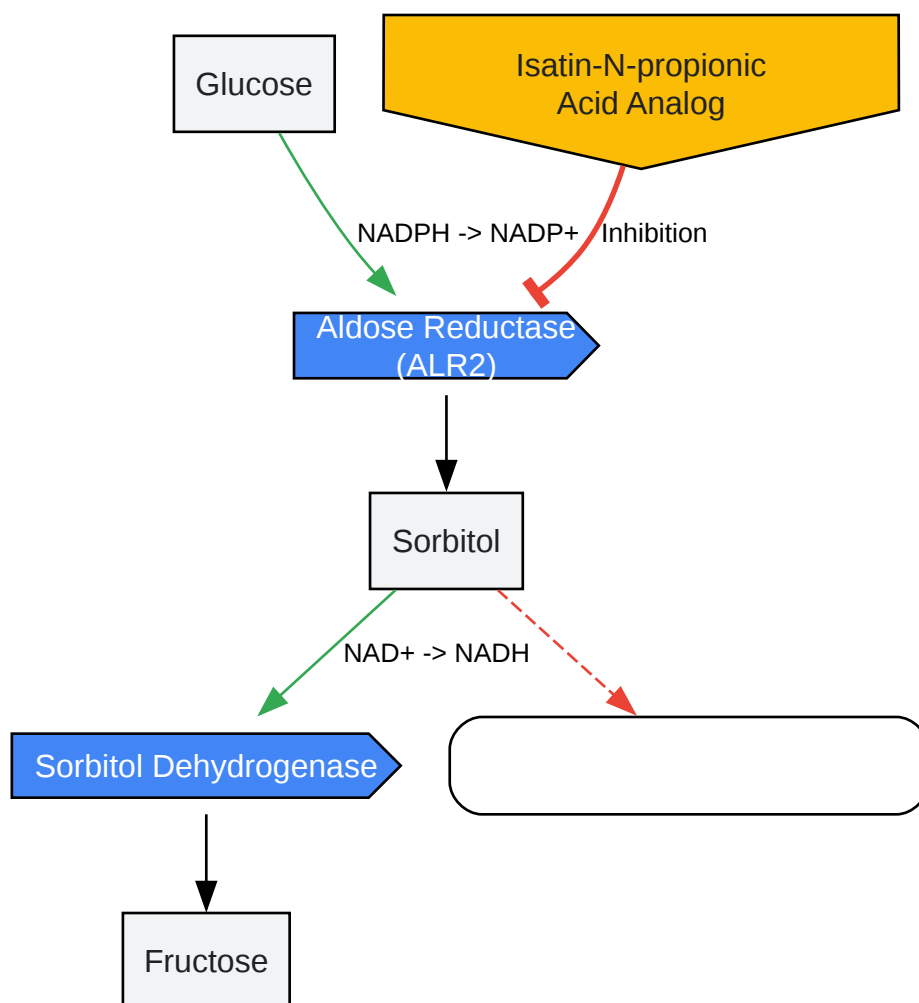 Glucose
Isatin-N-propionic
Acid Analog
NADPH -> NADP+
Inhibition
Aldose Reductase
(ALR2)
Sorbitol
NAD+ -> NADH
Sorbitol Dehydrogenase
Fructose